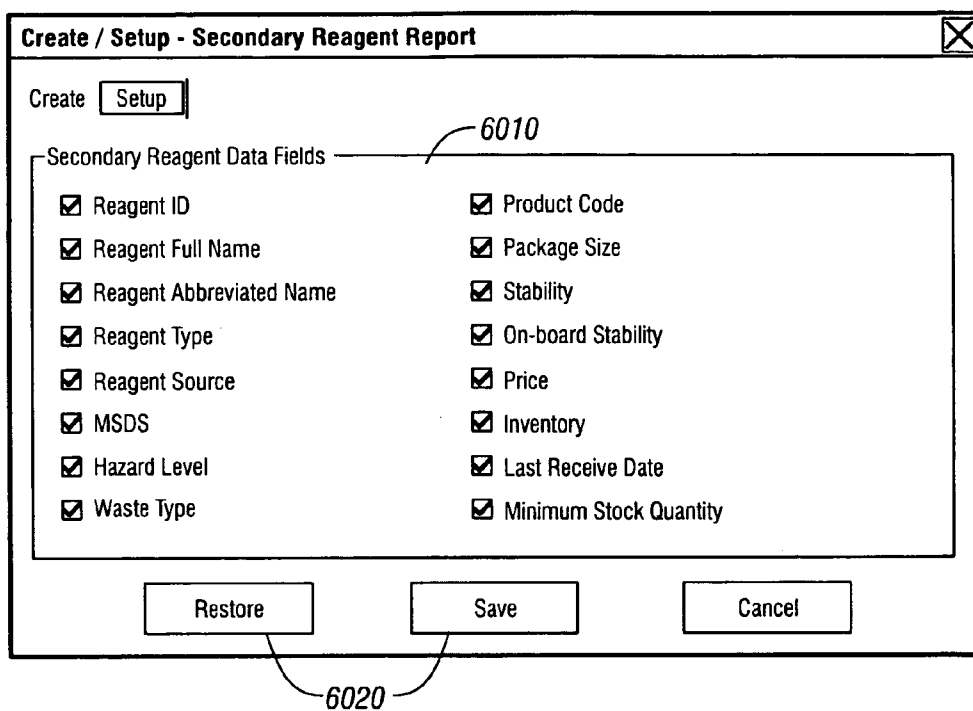 Create / Setup - Secondary Reagent Report
Create Setup
6010
Secondary Reagent Data Fields
Reagent ID
Reagent Full Name
Reagent Abbreviated Name
Reagent Type
Reagent Source
MSDS
Hazard Level
Waste Type
Product Code
Package Size
Stability
On-board Stability
Price
Inventory
Last Receive Date
Minimum Stock Quantity
Restore Save Cancel
6020